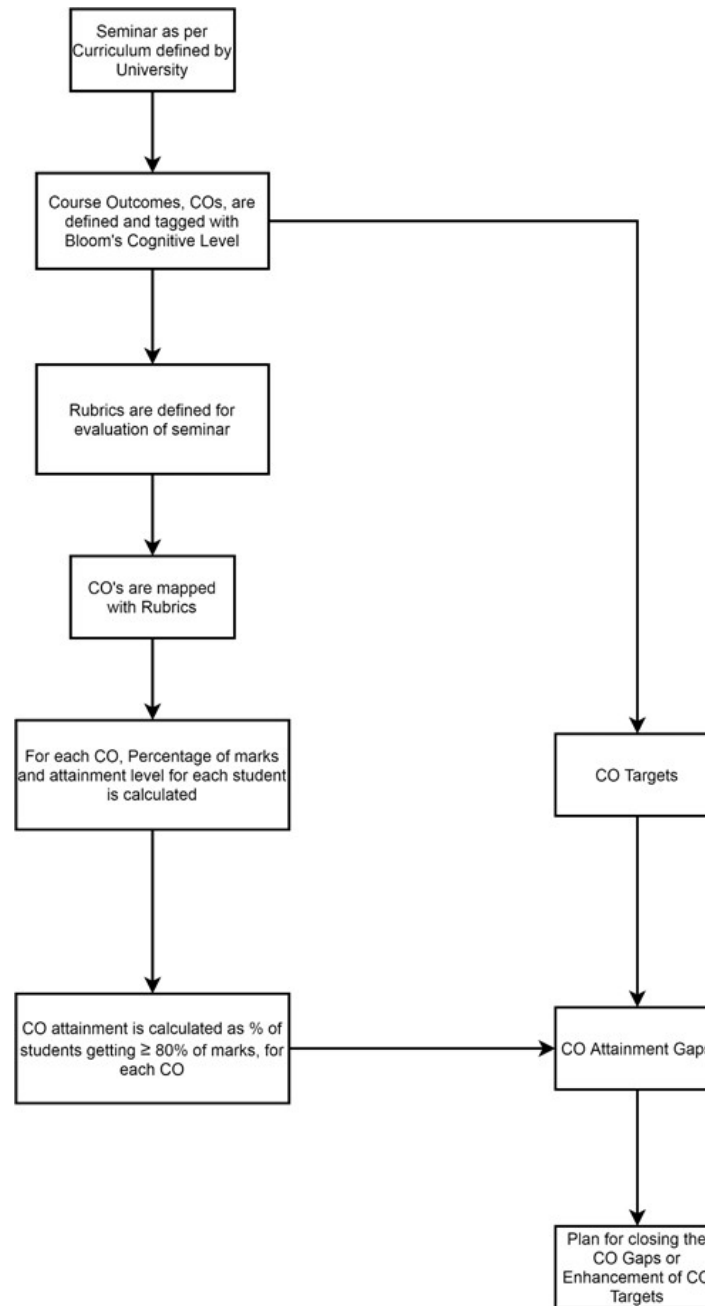 Seminar as per
Curriculum defined by
University
Course Outcomes, COs, are
defined and tagged with
Bloom's Cognitive Level
Rubrics are defined for
evaluation of seminar
CO's are mapped
with Rubrics
For each CO, Percentage of marks
and attainment level for each student
is calculated
CO Targets
CO attainment is calculated as % of
students getting ≥ 80% of marks, for
each CO
CO Attainment Gaps
Plan for closing the
CO Gaps or
Enhancement of CO
Targets